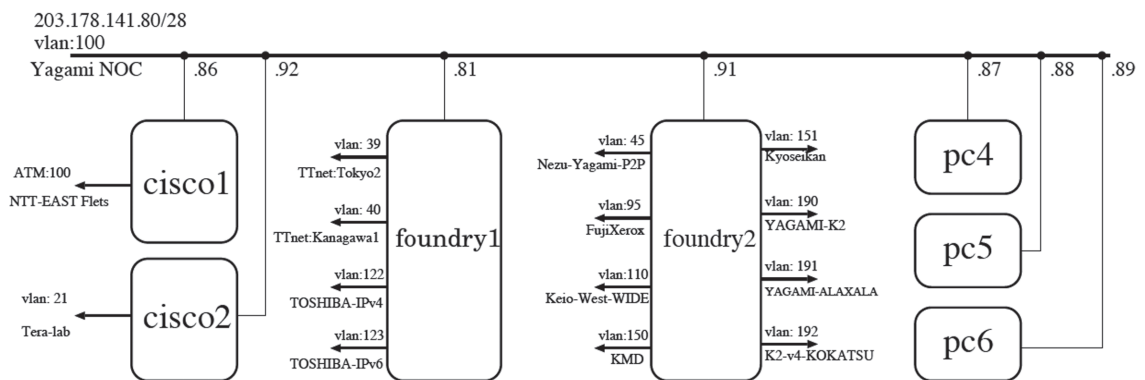 203.178.141.80/28
vlan:100
Yagami NOC
.86
.92
.81
.91
.87
.88
.89
cisco1
ATM:100
NTT-EAST Flets
cisco2
vlan: 21
Tera-lab
foundry1
vlan: 39
TTnet:Tokyo2
vlan: 40
TTnet:Kanagawa1
vlan:122
TOSHIBA-IPv4
vlan:123
TOSHIBA-IPv6
foundry2
vlan: 45
Nezu-Yagami-P2P
vlan:95
FujiXerox
vlan:110
Keio-West-WIDE
vlan:150
KMD
vlan: 151
Kyoseikan
vlan: 190
YAGAMI-K2
vlan: 191
YAGAMI-ALAXALA
vlan: 192
K2-v4-KOKATSU
pc4
pc5
pc6